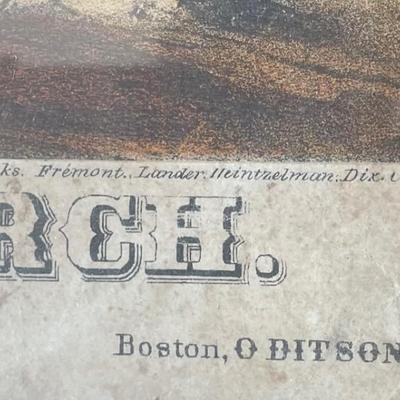 ks. Frémont., Lander. Heintzelman. Dix.
RCH.
Boston, O DITSON